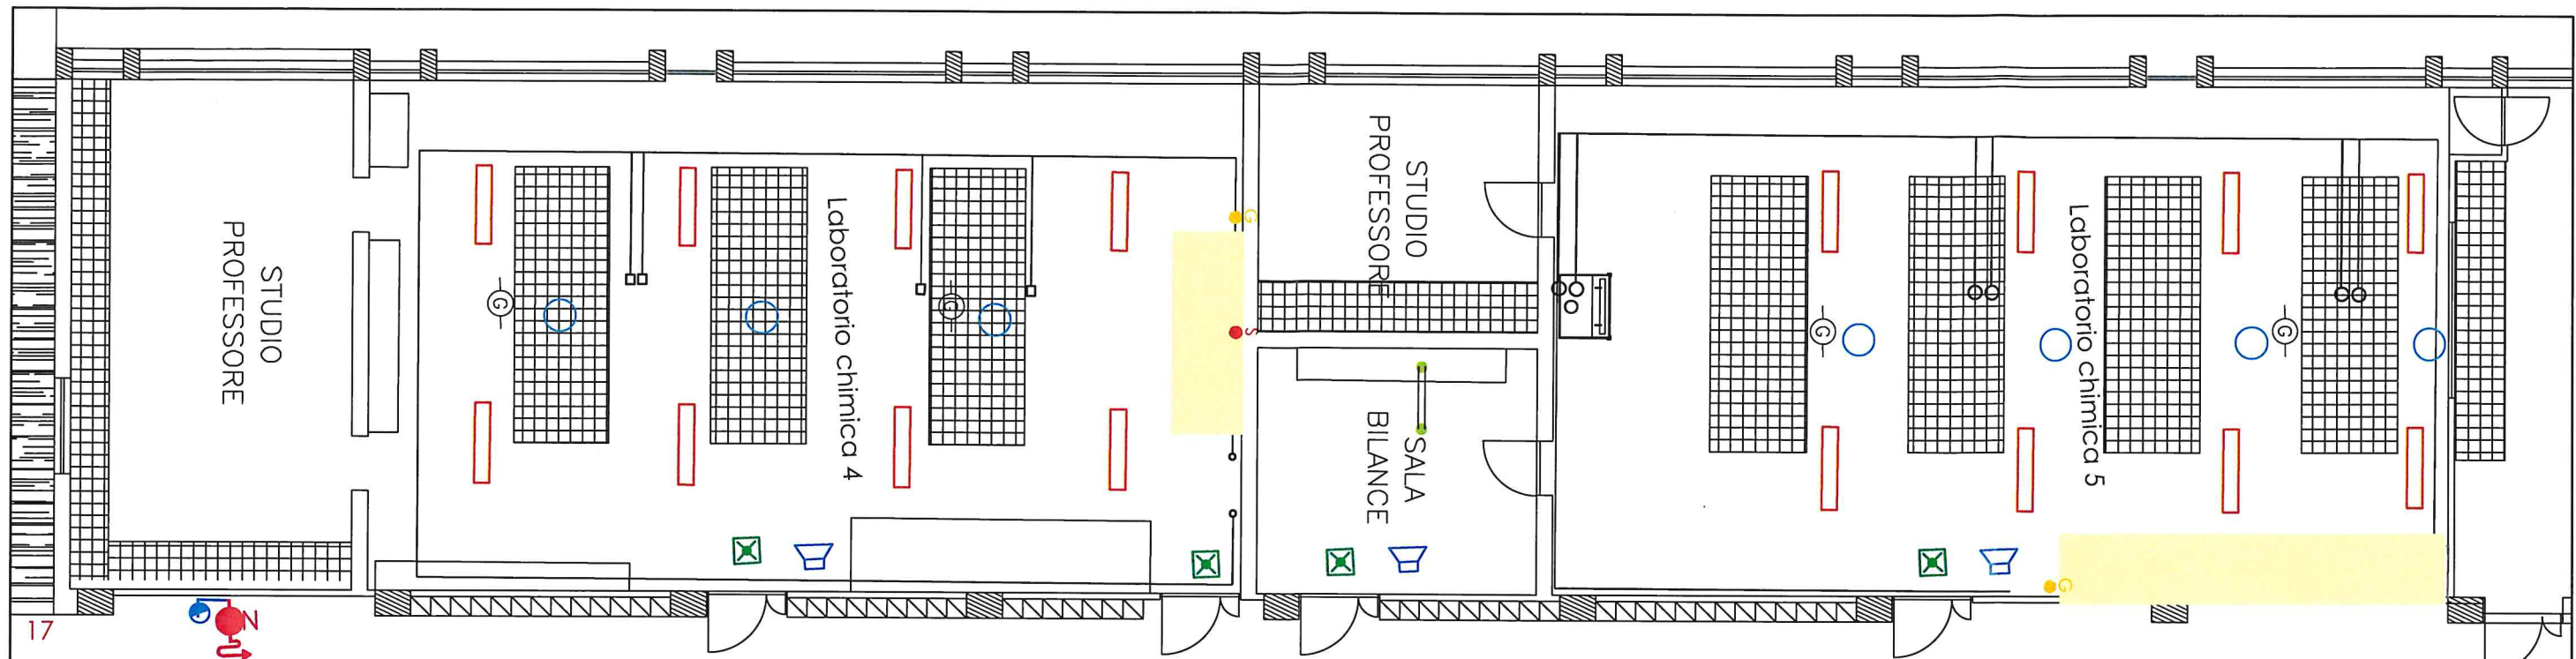 STUDIO
PROFESSORE
Laboratorio chimica 4
STUDIO
PROFESSORE
SALA
BILANCE
Laboratorio chimica 5
G
G
G
S
G
G
G
N
17